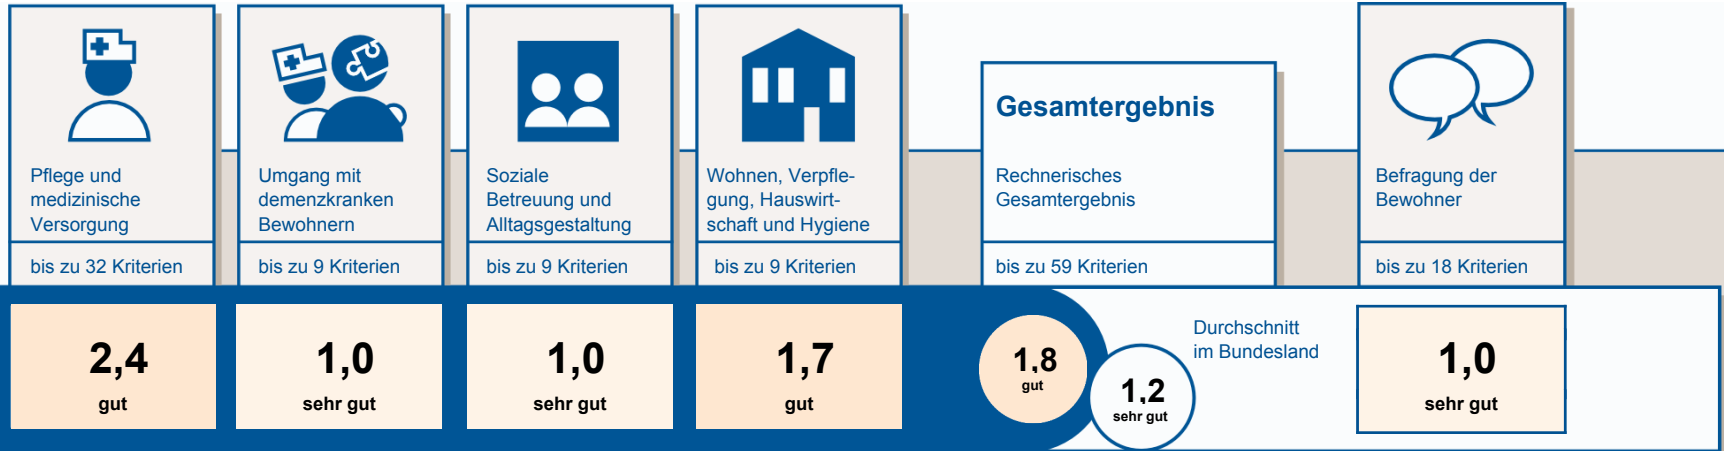 Pflege und
medizinische
Versorgung
bis zu 32 Kriterien
2,4
gut
Umgang mit
demenzkranken
Bewohnern
bis zu 9 Kriterien
1,0
sehr gut
Soziale
Betreuung und
Alltagsgestaltung
bis zu 9 Kriterien
1,0
sehr gut
Wohnen, Verpfle-
gung, Hauswirt-
schaft und Hygiene
bis zu 9 Kriterien
1,7
gut
Gesamtergebnis
Rechnerisches
Gesamtergebnis
bis zu 59 Kriterien
1,8
gut
Durchschnitt
im Bundesland
1,2
sehr gut
Befragung der
Bewohner
bis zu 18 Kriterien
1,0
sehr gut